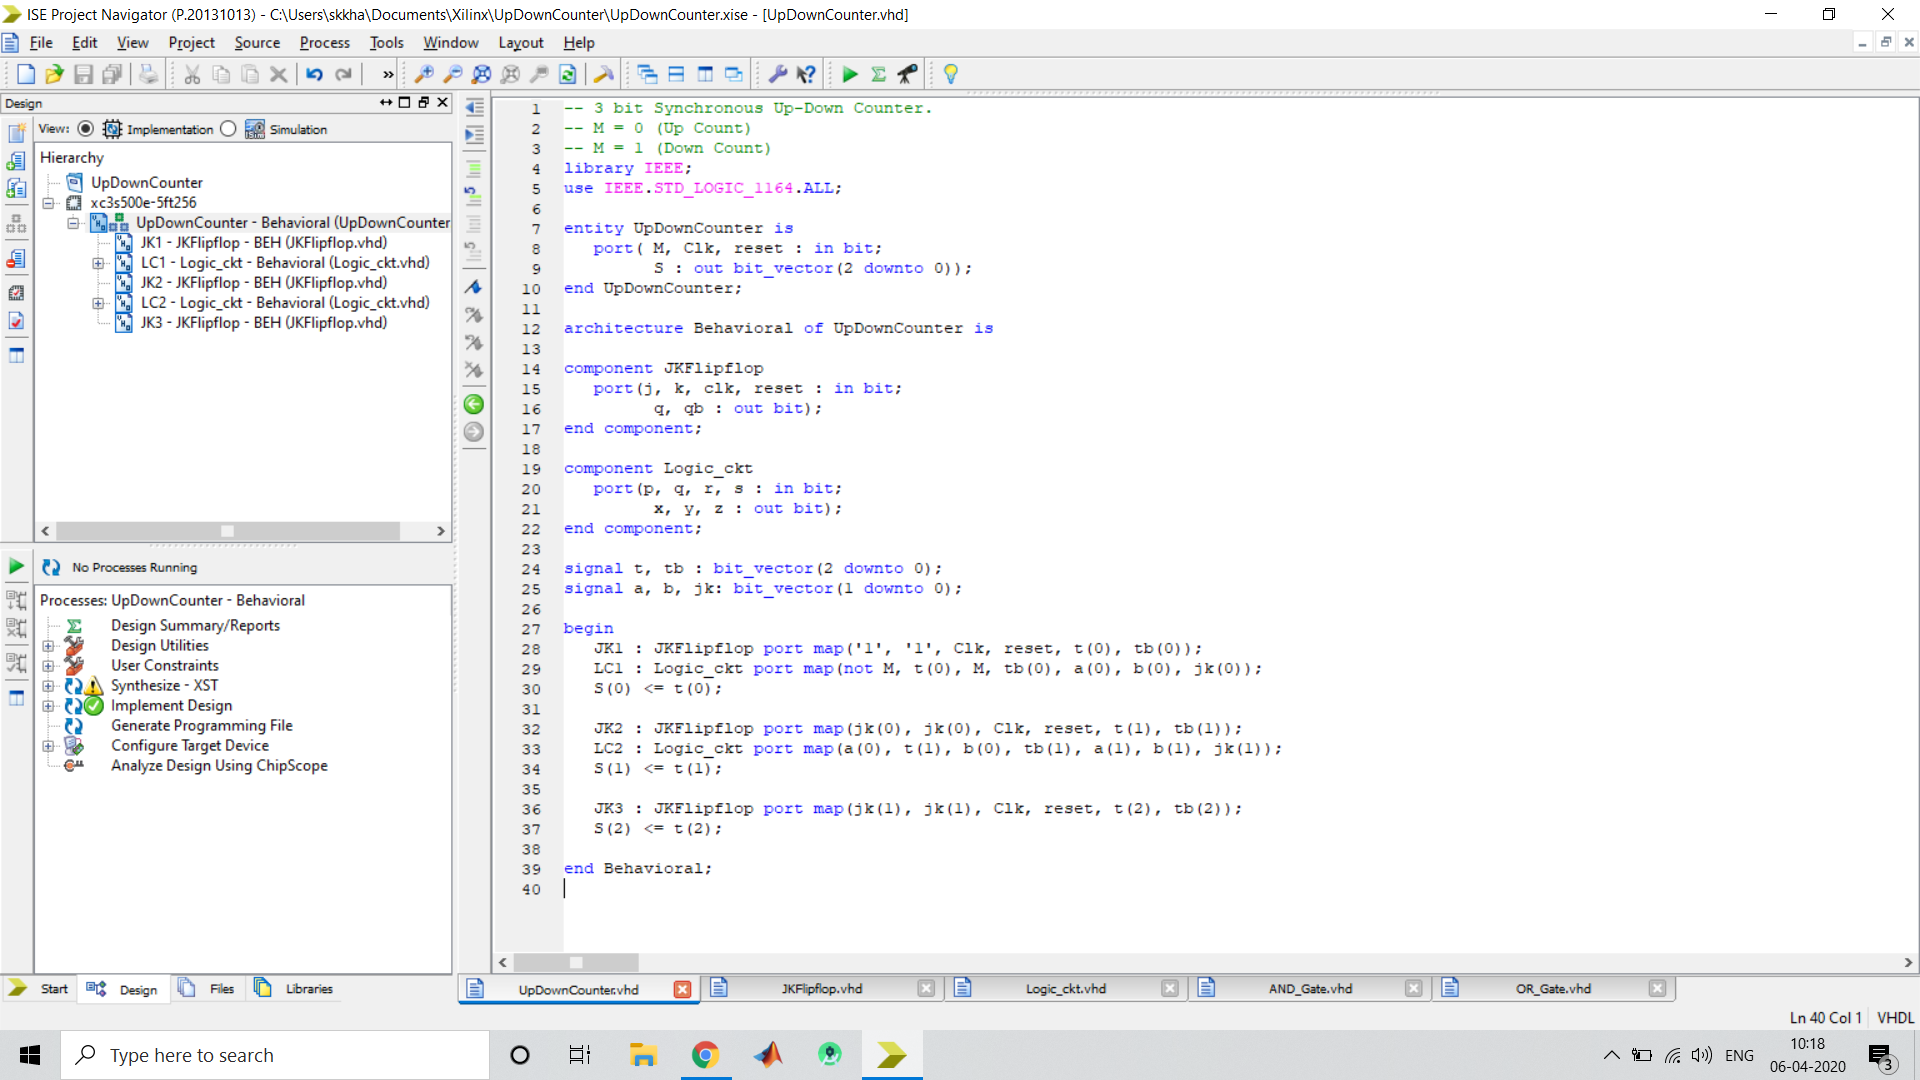 ISE Project Navigator (P.20131013) - C:\Users\skkha\Documents\Xilinx\UpDownCounter\UpDownCounter.xise - [UpDownCounter.vhd]
File Edit View Project Source Process Tools Window Layout Help
»
Design
View: Implementation Simulation
Hierarchy
UpDownCounter
xc3s500e-5ft256
UpDownCounter - Behavioral (UpDownCounter
JK1 - JKFlipflop - BEH (JKFlipflop.vhd)
LC1 - Logic_ckt - Behavioral (Logic_ckt.vhd)
JK2 - JKFlipflop - BEH (JKFlipflop.vhd)
LC2 - Logic_ckt - Behavioral (Logic_ckt.vhd)
JK3 - JKFlipflop - BEH (JKFlipflop.vhd)
No Processes Running
Processes: UpDownCounter - Behavioral
Design Summary/Reports
Design Utilities
User Constraints
Synthesize - XST
Implement Design
Generate Programming File
Configure Target Device
Analyze Design Using ChipScope
Start Design Files Libraries
1 -- 3 bit Synchronous Up-Down Counter.
2 -- M = 0 (Up Count)
3 -- M = 1 (Down Count)
4 library IEEE;
5 use IEEE.STD_LOGIC_1164.ALL;
6
7 entity UpDownCounter is
8 port( M, Clk, reset : in bit;
9 S : out bit_vector(2 downto 0));
10 end UpDownCounter;
11
12 architecture Behavioral of UpDownCounter is
13
14 component JKFlipflop
15 port(j, k, clk, reset : in bit;
16 q, qb : out bit);
17 end component;
18
19 component Logic_ckt
20 port(p, q, r, s : in bit;
21 x, y, z : out bit);
22 end component;
23
24 signal t, tb : bit_vector(2 downto 0);
25 signal a, b, jk: bit_vector(1 downto 0);
26
27 begin
28 JK1 : JKFlipflop port map('1', '1', Clk, reset, t(0), tb(0));
29 LC1 : Logic_ckt port map(not M, t(0), M, tb(0), a(0), b(0), jk(0));
30 S(0) <= t(0);
31
32 JK2 : JKFlipflop port map(jk(0), jk(0), Clk, reset, t(1), tb(1));
33 LC2 : Logic_ckt port map(a(0), t(1), b(0), tb(1), a(1), b(1), jk(1));
34 S(1) <= t(1);
35
36 JK3 : JKFlipflop port map(jk(1), jk(1), Clk, reset, t(2), tb(2));
37 S(2) <= t(2);
38
39 end Behavioral;
40
UpDownCounter.vhd JKFlipflop.vhd Logic_ckt.vhd AND_Gate.vhd OR_Gate.vhd
Ln 40 Col 1 VHDL
Type here to search
ENG
10:18
06-04-2020
3